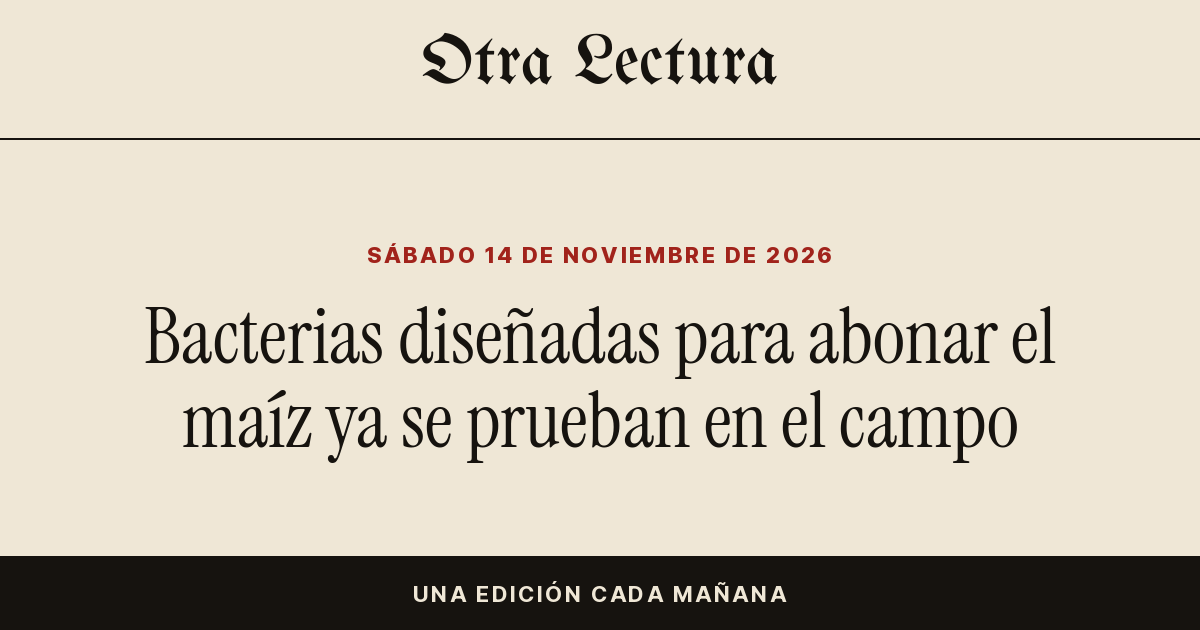 Otra Lectura
SÁBADO 14 DE NOVIEMBRE DE 2026
Bacterias diseñadas para abonar el
maíz ya se prueban en el campo
UNA EDICIÓN CADA MAÑANA